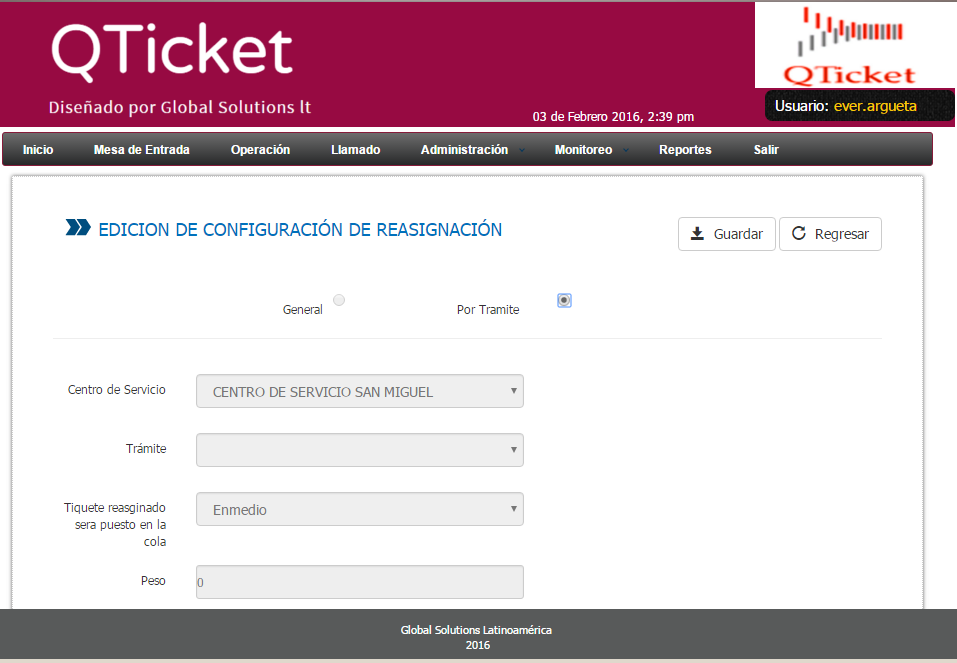 QTicket
Diseñado por Global Solutions lt
QTicket
03 de Febrero 2016, 2:39 pm
Usuario: ever.argueta
Inicio Mesa de Entrada Operación Llamado Administración Monitoreo Reportes Salir
EDICION DE CONFIGURACIÓN DE REASIGNACIÓN
Guardar Regresar
General Por Tramite
Centro de Servicio CENTRO DE SERVICIO SAN MIGUEL
Trámite
Tiquete reasginado
sera puesto en la
cola
Enmedio
Peso 0
Global Solutions Latinoamérica
2016